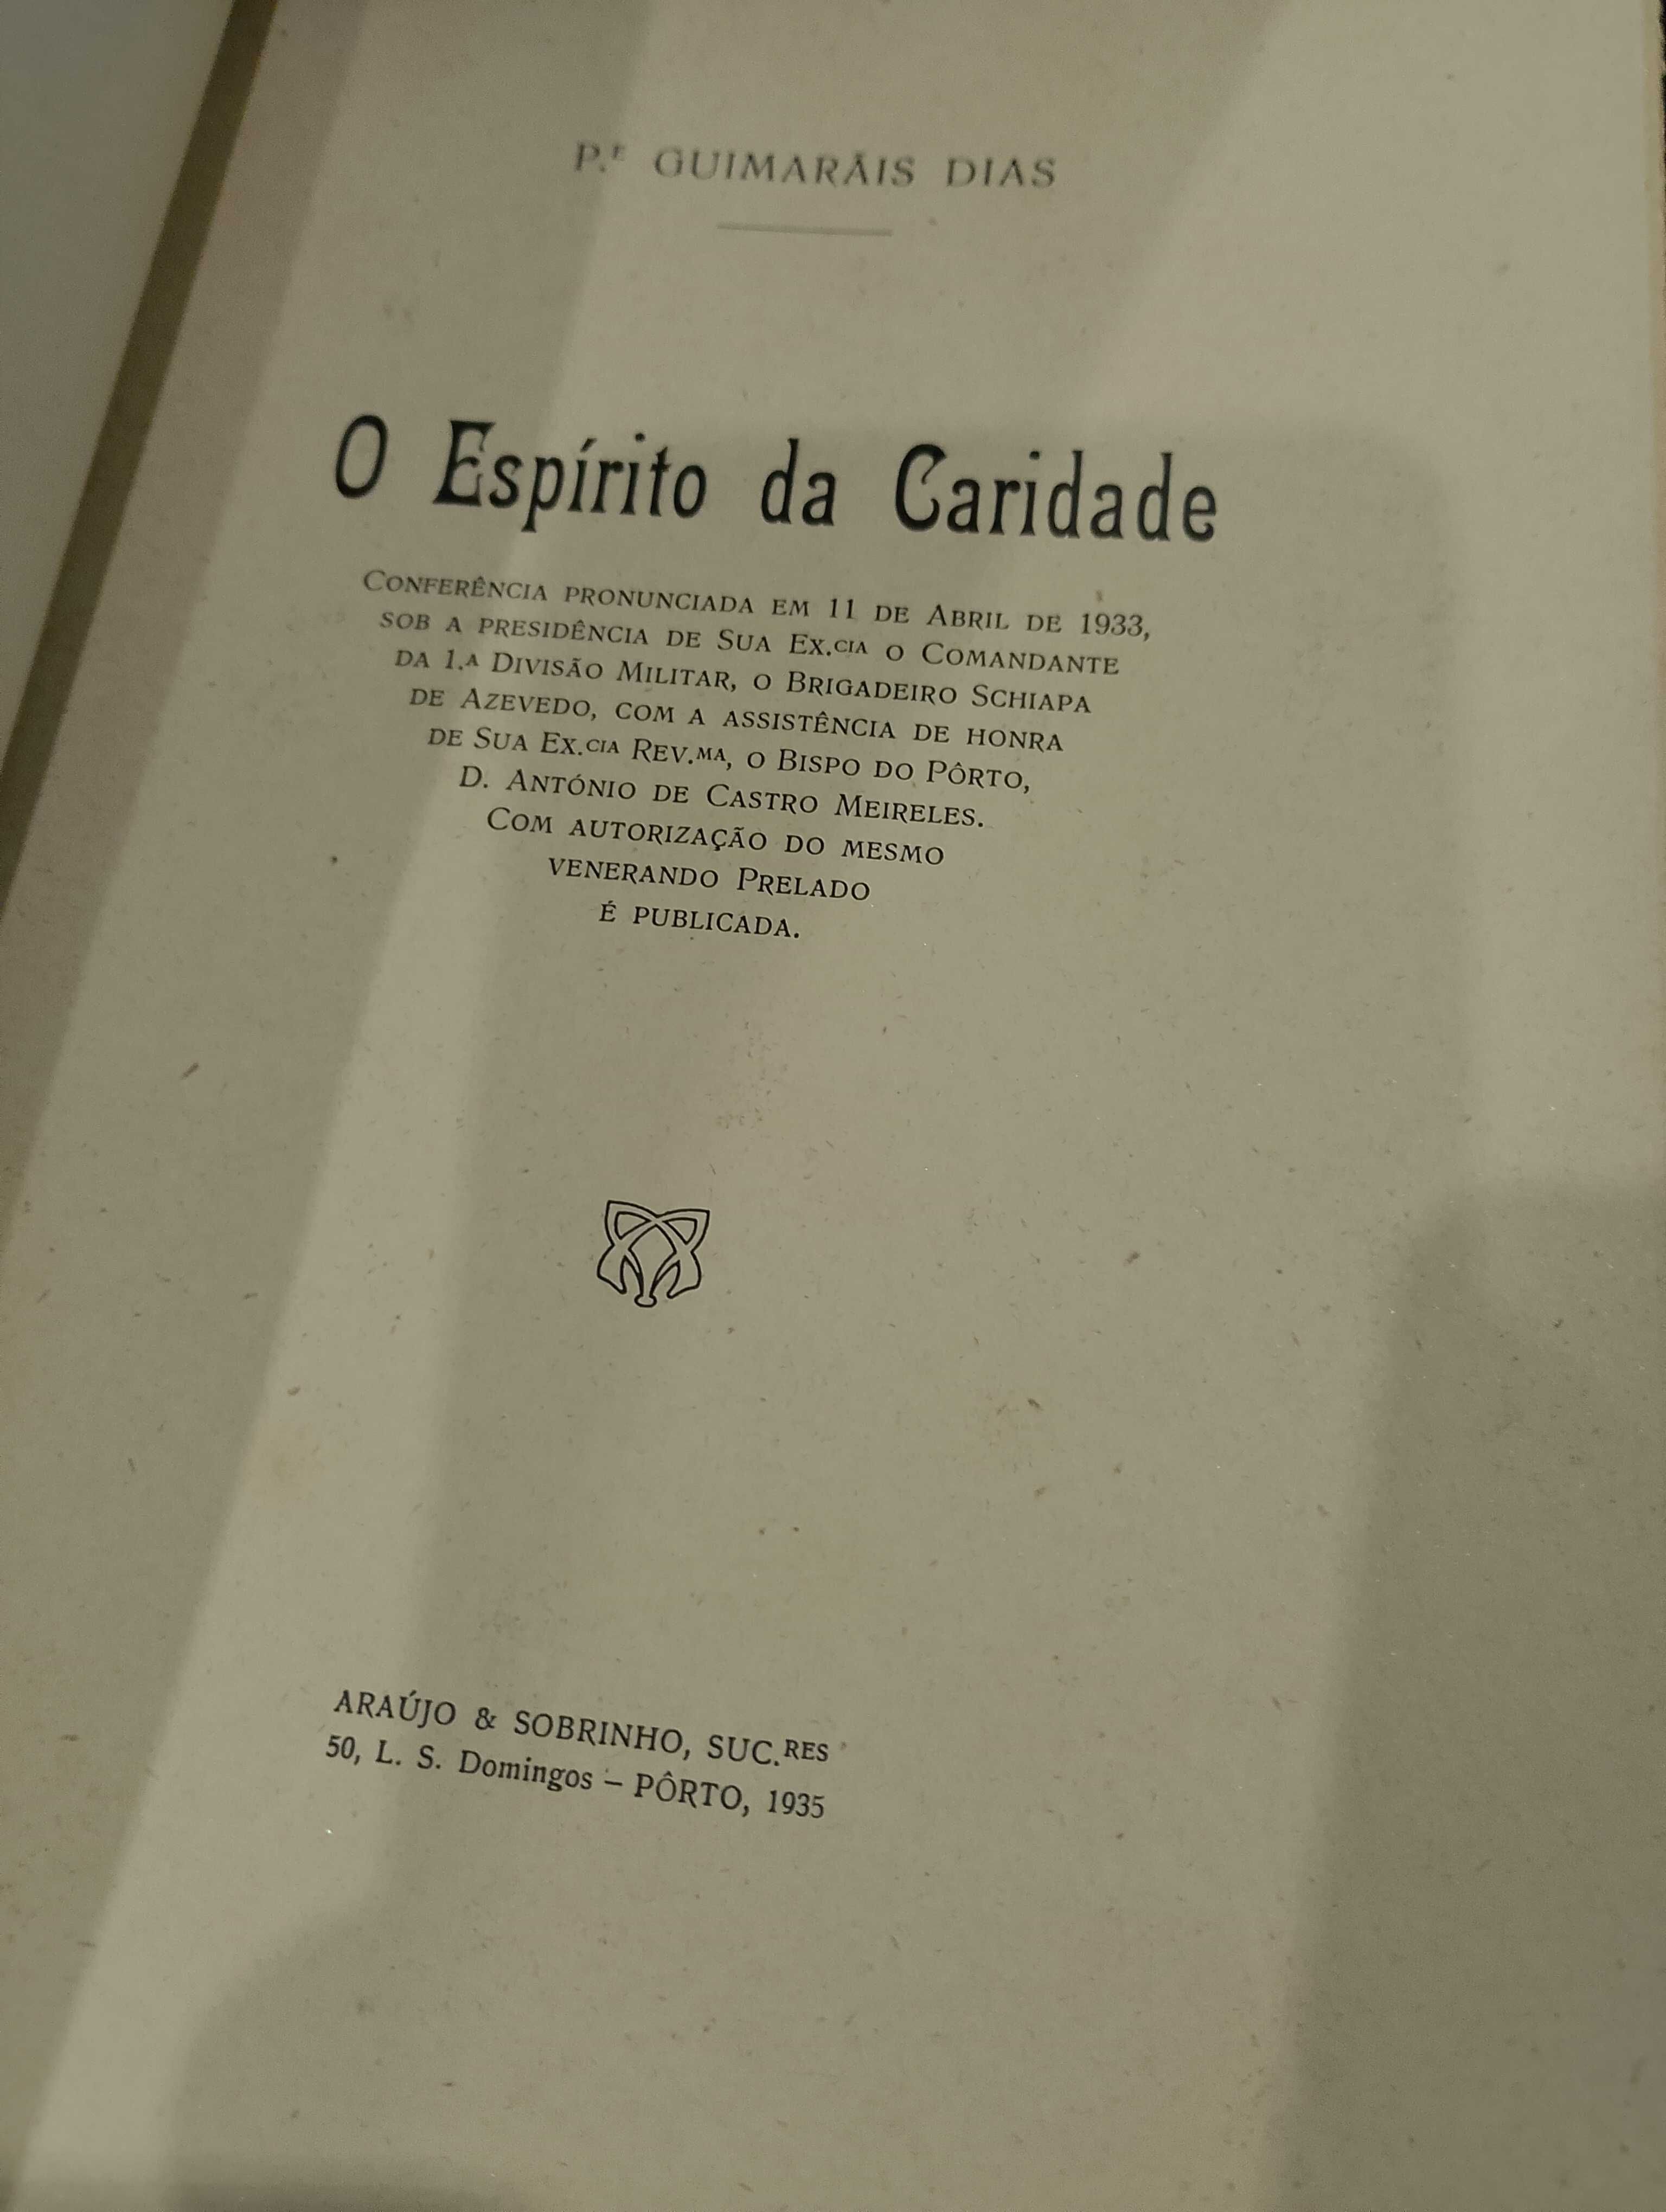 P.E GUIMARÃIS DIAS
O Espírito da Caridade
CONFERÊNCIA PRONUNCIADA EM 11 DE ABRIL DE 1933,
SOB A PRESIDÊNCIA DE SUA EX.CIA O COMANDANTE
DA 1.A DIVISÃO MILITAR, O BRIGADEIRO SCHIAPA
DE AZEVEDO, COM A ASSISTÊNCIA DE HONRA
DE SUA EX.CIA REV.MA, O BISPO DO PÔRTO,
D. ANTÓNIO DE CASTRO MEIRELES.
COM AUTORIZAÇÃO DO MESMO
VENERANDO PRELADO
É PUBLICADA.
ARAÚJO & SOBRINHO, SUC.RES
50, L. S. Domingos – PÔRTO, 1935